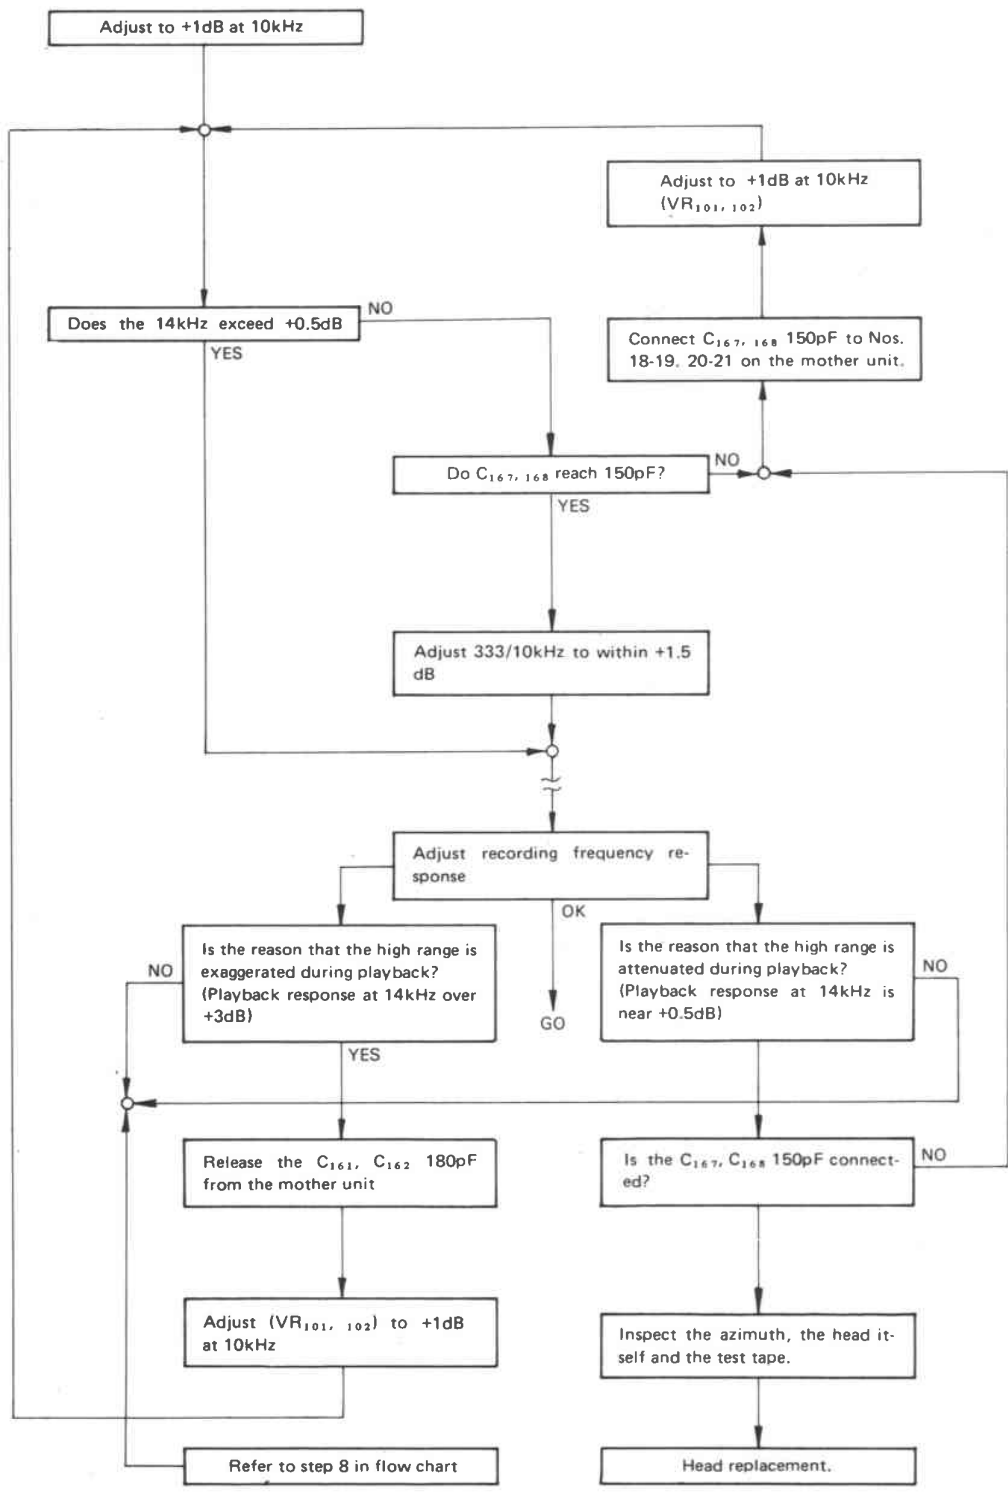 Adjust to +1dB at 10kHz
Adjust to +1dB at 10kHz
(VR₁₀₁, ₁₀₂)
Does the 14kHz exceed +0.5dB
NO
YES
Connect C₁₆₇, ₁₆₈ 150pF to Nos.
18-19. 20-21 on the mother unit.
Do C₁₆₇, ₁₆₈ reach 150pF?
NO
YES
Adjust 333/10kHz to within +1.5
dB
Adjust recording frequency re-
sponse
OK
GO
Is the reason that the high range is
exaggerated during playback?
(Playback response at 14kHz over
+3dB)
NO
YES
Is the reason that the high range is
attenuated during playback?
(Playback response at 14kHz is
near +0.5dB)
NO
Release the C₁₆₁, C₁₆₂ 180pF
from the mother unit
Is the C₁₆₇, C₁₆₈ 150pF connect-
ed?
NO
Adjust (VR₁₀₁, ₁₀₂) to +1dB
at 10kHz
Inspect the azimuth, the head it-
self and the test tape.
Refer to step 8 in flow chart
Head replacement.